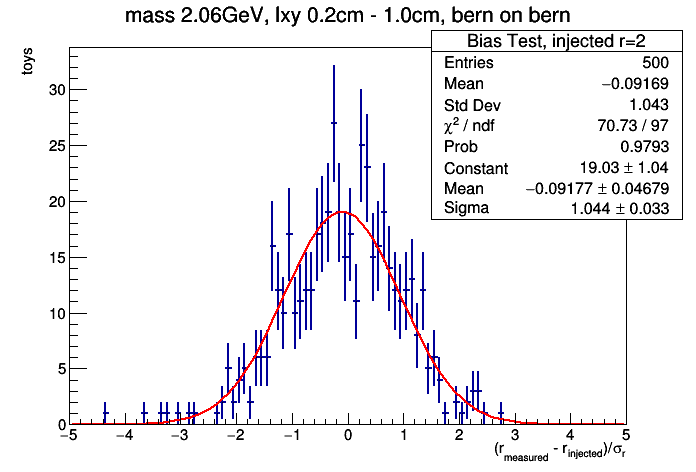 mass 2.06GeV, lxy 0.2cm - 1.0cm, bern on bern
toys
Bias Test, injected r=2
Entries 500
Mean −0.09169
Std Dev 1.043
χ² / ndf 70.73 / 97
Prob 0.9793
Constant 19.03 ± 1.04
Mean −0.09177 ± 0.04679
Sigma 1.044 ± 0.033
30
25
20
15
10
5
0
−5 −4 −3 −2 −1 0 1 2 3 4 5
(r_measured - r_injected)/σ_r